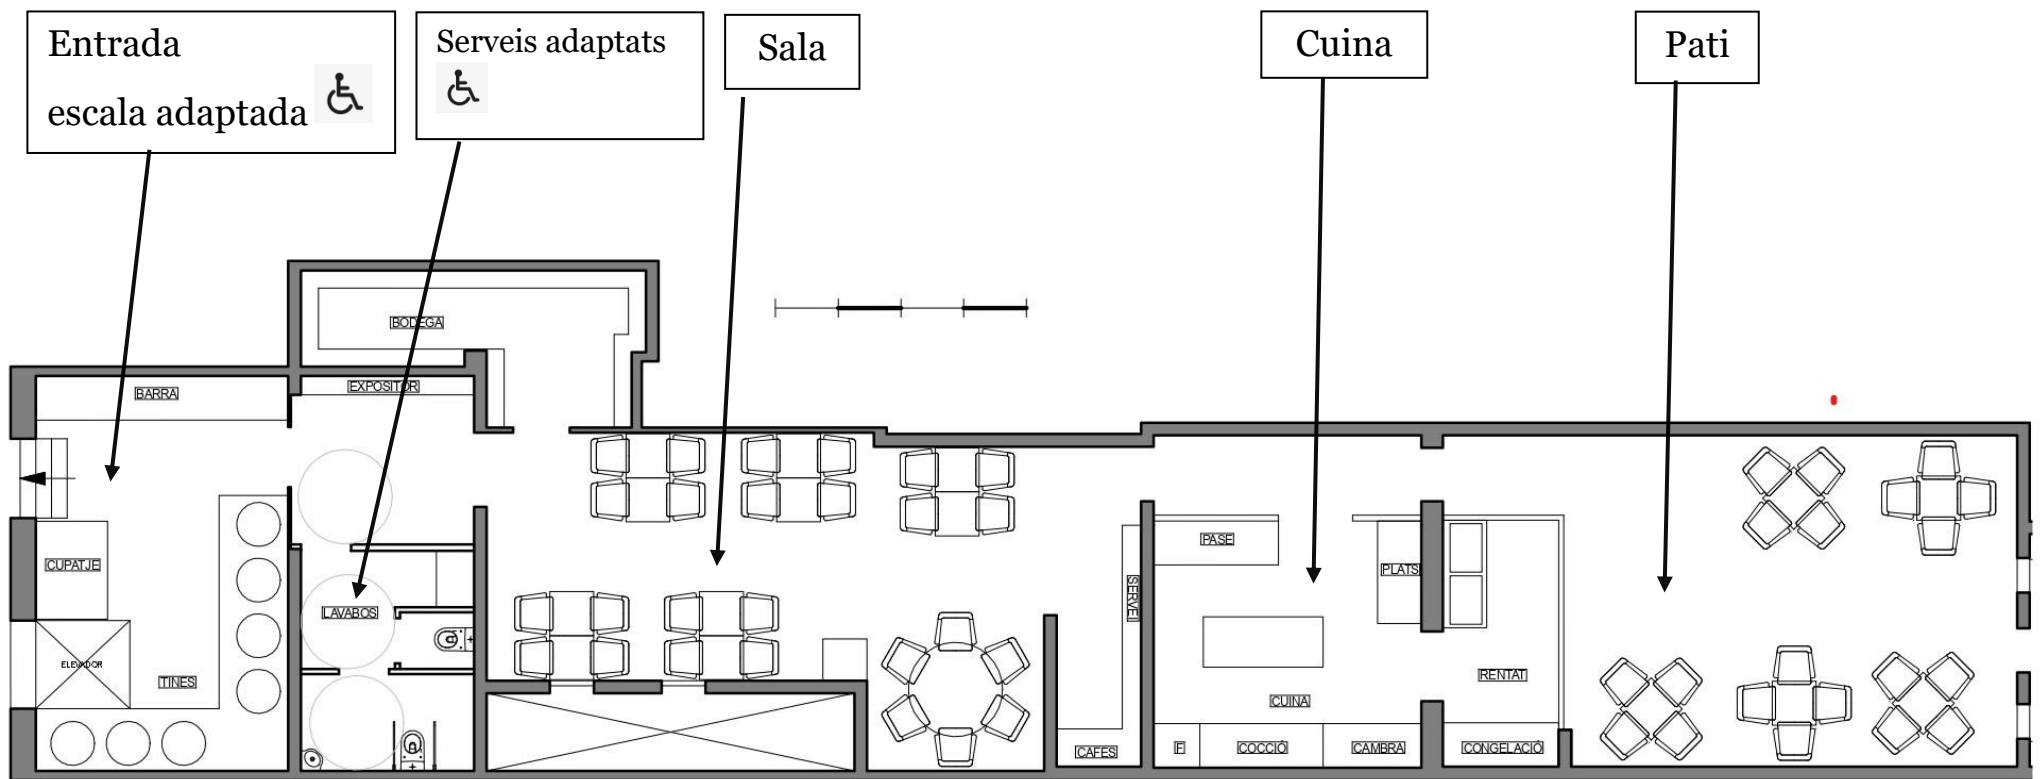 Entrada
escala adaptada
Serveis adaptats
Sala
Cuina
Pati
BODEGA
BARRA
EXPOSITOR
CUPATJE
LAVABOS
ELEVADOR
TINES
PASE
PLATS
SERVEI
RENTAT
CUINA
CAFES
F
COCCIÓ
CAMBRA
CONGELACIÓ